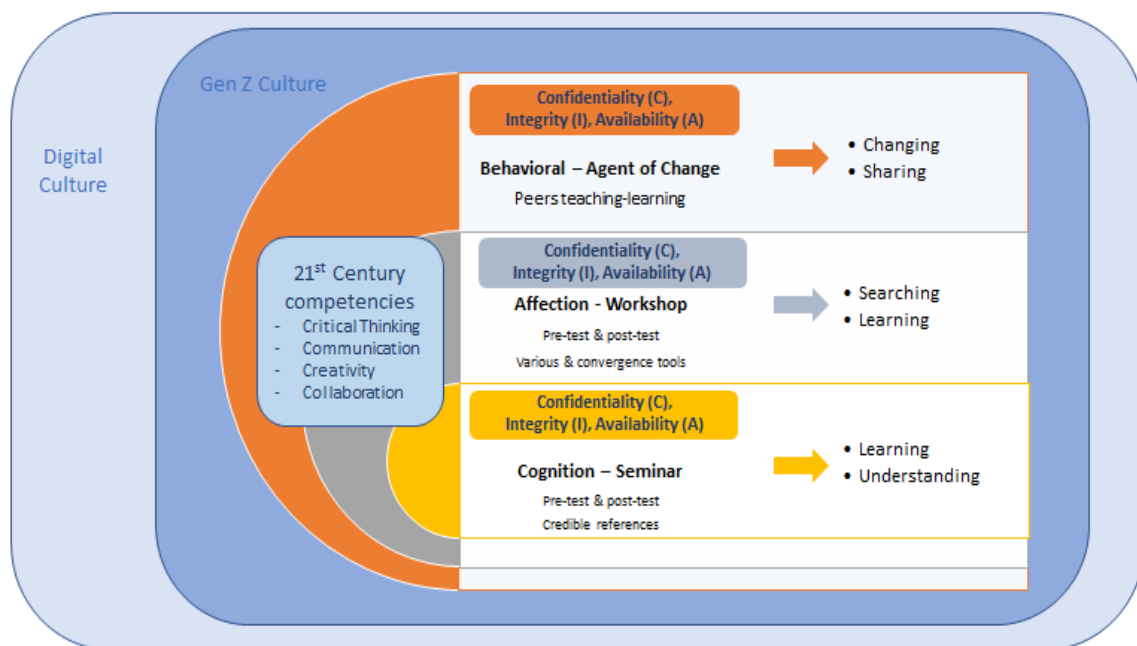 Gen Z Culture
Digital
Culture
21st Century
competencies
- Critical Thinking
- Communication
- Creativity
- Collaboration
Confidentiality (C),
Integrity (I), Availability (A)
Behavioral – Agent of Change
Peers teaching-learning
• Changing
• Sharing
Confidentiality (C),
Integrity (I), Availability (A)
Affection - Workshop
Pre-test & post-test
Various & convergence tools
• Searching
• Learning
Confidentiality (C),
Integrity (I), Availability (A)
Cognition – Seminar
Pre-test & post-test
Credible references
• Learning
• Understanding